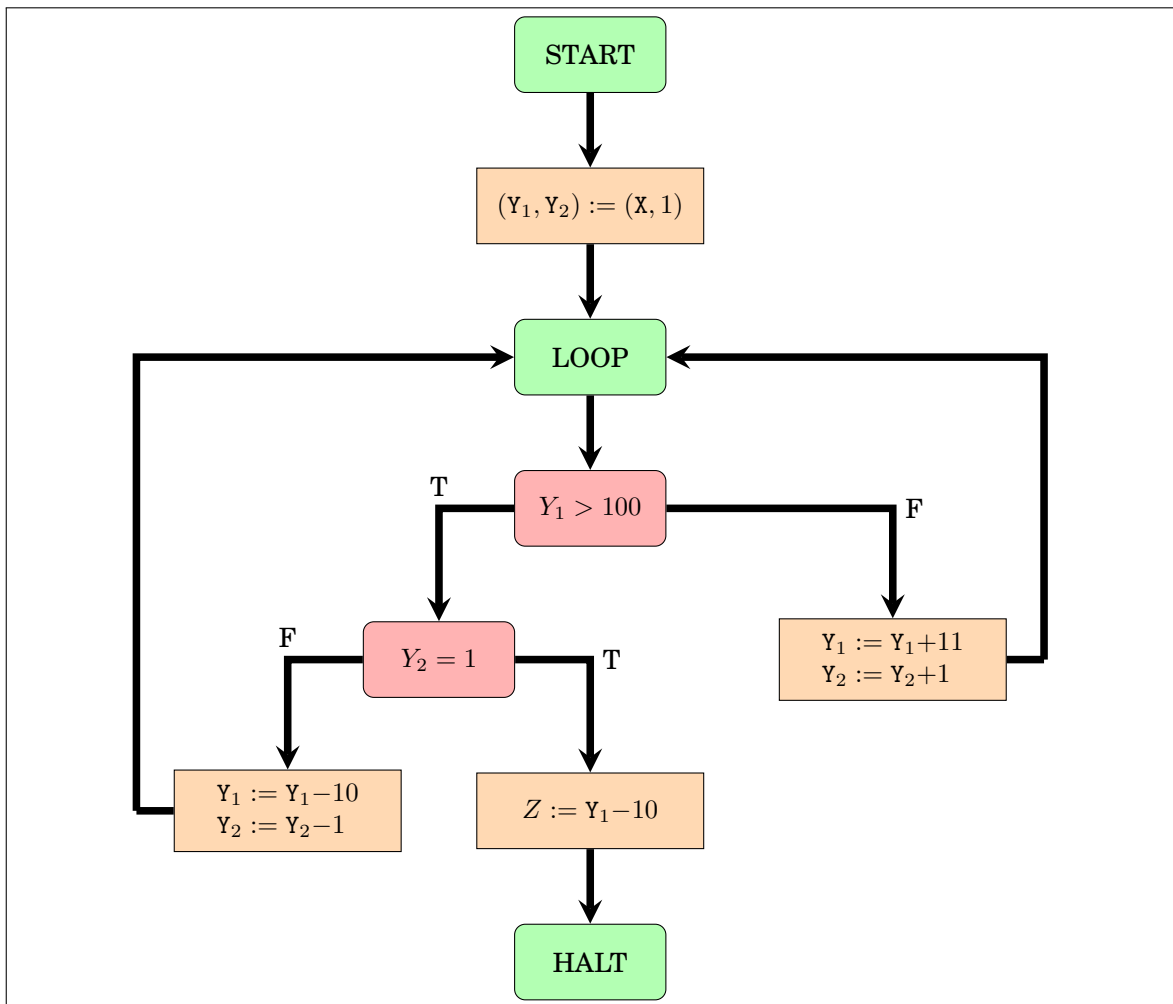 START
(Y₁, Y₂) := (X, 1)
LOOP
Y₁ > 100
T
F
Y₂ = 1
F
T
Y₁ := Y₁+11
Y₂ := Y₂+1
Y₁ := Y₁−10
Y₂ := Y₂−1
Z := Y₁−10
HALT